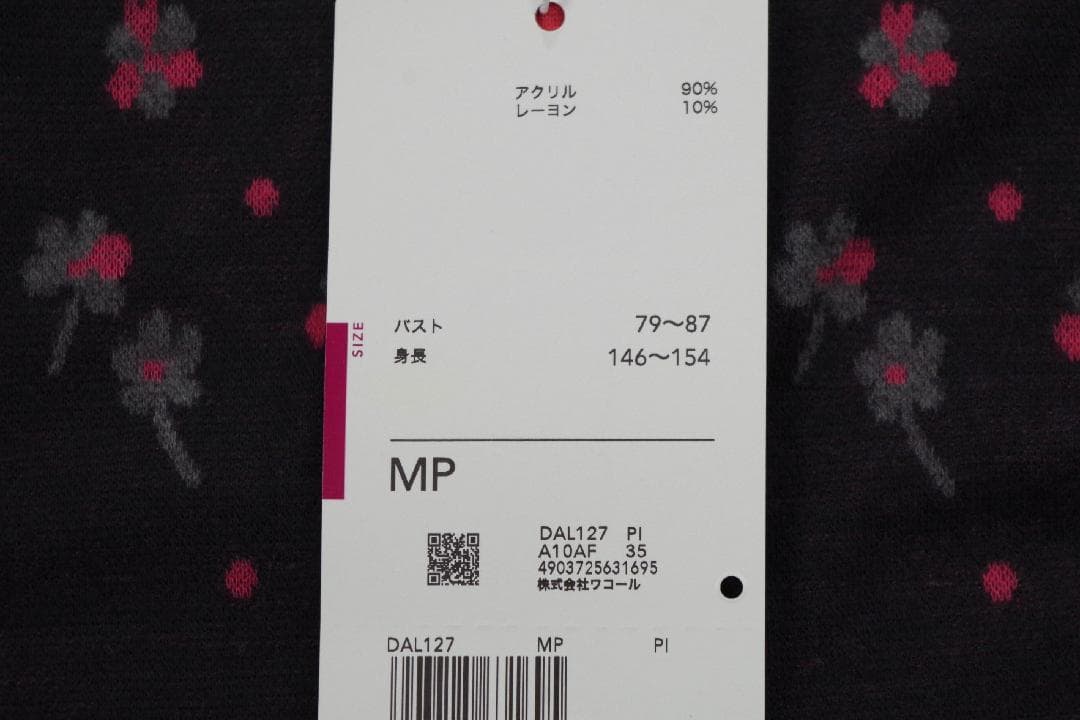 アクリル 90%
レーヨン 10%
SIZE
バスト 79〜87
身長 146〜154
MP
DAL127 PI
A10AF 35
4903725631695
株式会社ワコール
DAL127 MP PI